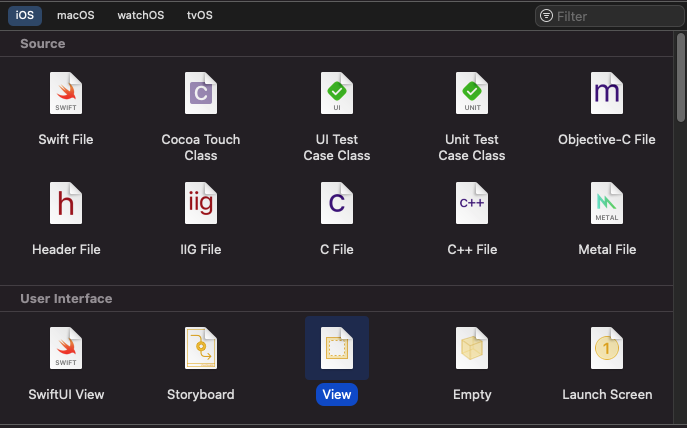 iOS macOS watchOS tvOS Filter
Source
SWIFT C UI UNIT m
Swift File Cocoa Touch Class UI Test Case Class Unit Test Case Class Objective-C File
h iig C C++ METAL
Header File IIG File C File C++ File Metal File
User Interface
SWIFT 1
SwiftUI View Storyboard View Empty Launch Screen